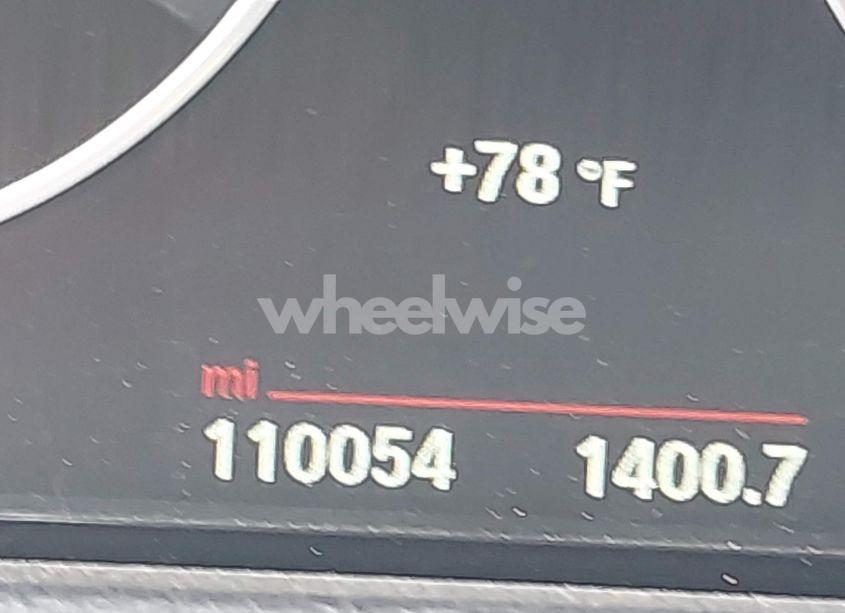 +78 °F
wheelwise
mi
110054 1400.7